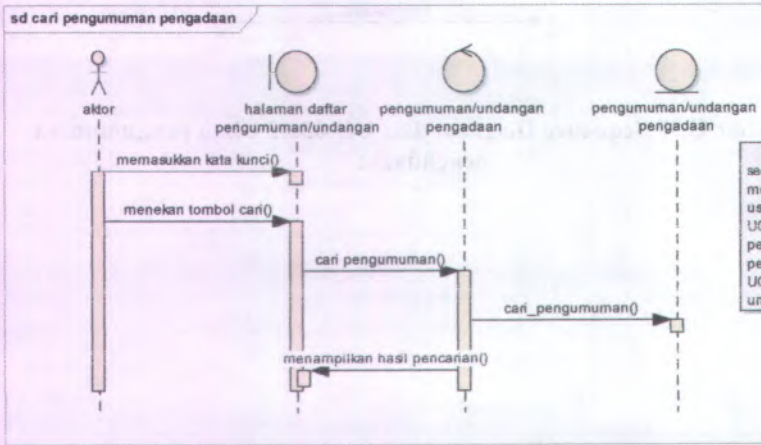 sd cari pengumuman pengadaan
aktor
halaman daftar
pengumuman/undangan
pengumuman/undangan
pengadaan
pengumuman/undangan
pengadaan
memasukkan kata kunci()
menekan tombol cari()
cari pengumuman()
cari_pengumuman()
menampilkan hasil pencarian()